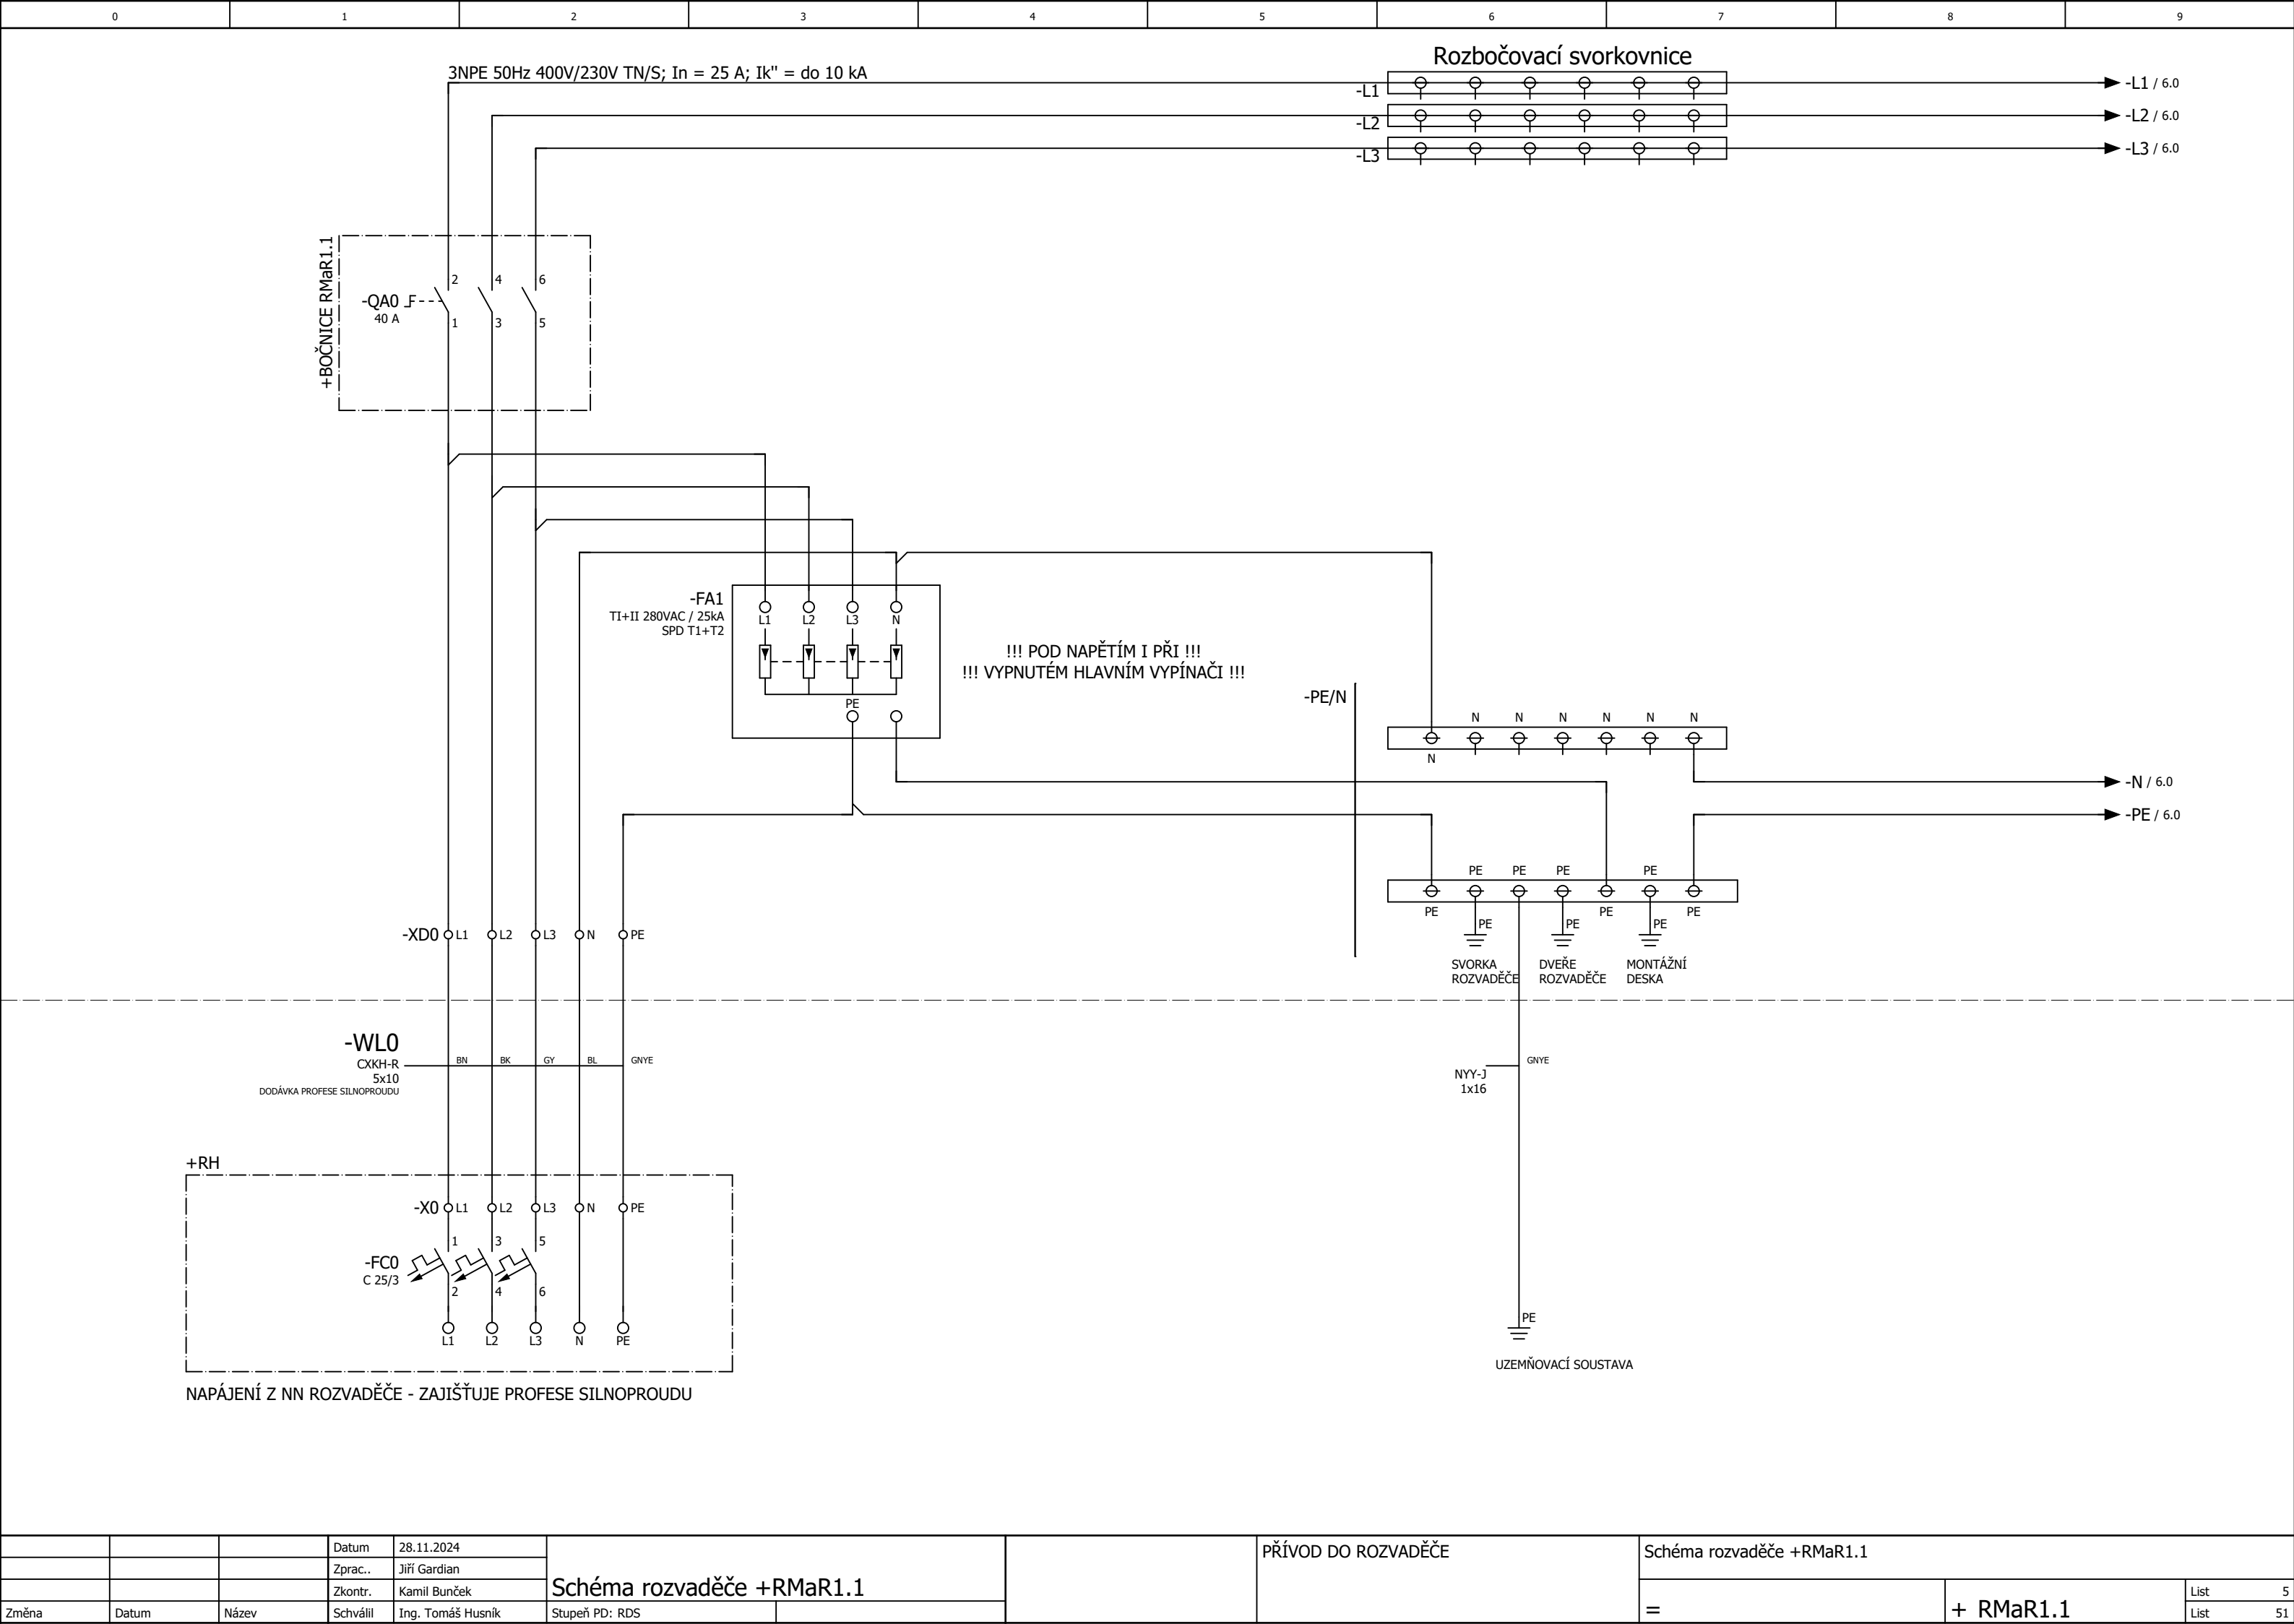 0 1 2 3 4 5 6 7 8 9
Rozbočovací svorkovnice
3NPE 50Hz 400V/230V TN/S; In = 25 A; Ik" = do 10 kA
-L1
-L1 / 6.0
-L2
-L2 / 6.0
-L3
-L3 / 6.0
+BOČNICE RMaR1.1
2 4 6
-QA0
40 A
1 3 5
-FA1
TI+II 280VAC / 25kA
SPD T1+T2
L1 L2 L3 N
PE
!!! POD NAPĚTÍM I PŘI !!!
!!! VYPNUTÉM HLAVNÍM VYPÍNAČI !!!
-PE/N
N N N N N N
N
-N / 6.0
-PE / 6.0
PE PE PE PE
PE PE PE
PE PE PE
SVORKA
ROZVADĚČE
DVEŘE
ROZVADĚČE
MONTÁŽNÍ
DESKA
-XD0 L1 L2 L3 N PE
-WL0
CXKH-R
5x10
DODÁVKA PROFESE SILNOPROUDU
BN BK GY BL GNYE
NYY-J
1x16
GNYE
+RH
-X0 L1 L2 L3 N PE
1 3 5
-FC0
C 25/3
2 4 6
L1 L2 L3 N PE
PE
UZEMŇOVACÍ SOUSTAVA
NAPÁJENÍ Z NN ROZVADĚČE - ZAJIŠŤUJE PROFESE SILNOPROUDU
Datum 28.11.2024
Zprac.. Jiří Gardian
Zkontr. Kamil Bunček
Změna Datum Název Schválil Ing. Tomáš Husník
Schéma rozvaděče +RMaR1.1
Stupeň PD: RDS
PŘÍVOD DO ROZVADĚČE
Schéma rozvaděče +RMaR1.1
=
+ RMaR1.1
List 5
List 51